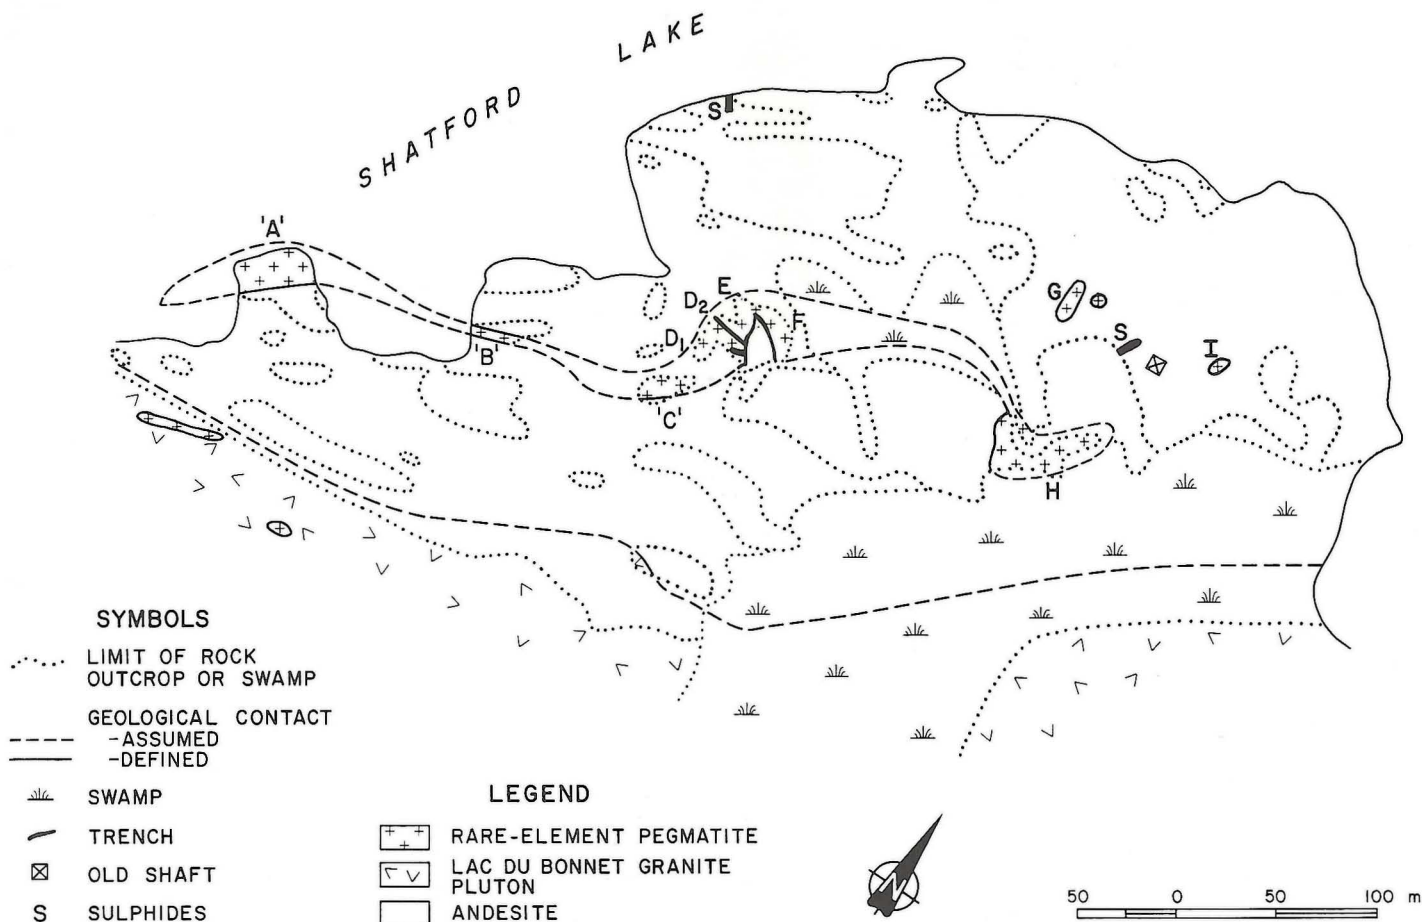 SHATFORD LAKE
S
'A'
'B'
'C'
D1
D2
E
F
G
S
I
H
SYMBOLS
LIMIT OF ROCK
OUTCROP OR SWAMP
GEOLOGICAL CONTACT
-ASSUMED
-DEFINED
SWAMP
TRENCH
OLD SHAFT
S SULPHIDES
LEGEND
RARE-ELEMENT PEGMATITE
LAC DU BONNET GRANITE
PLUTON
ANDESITE
N
50 0 50 100 m